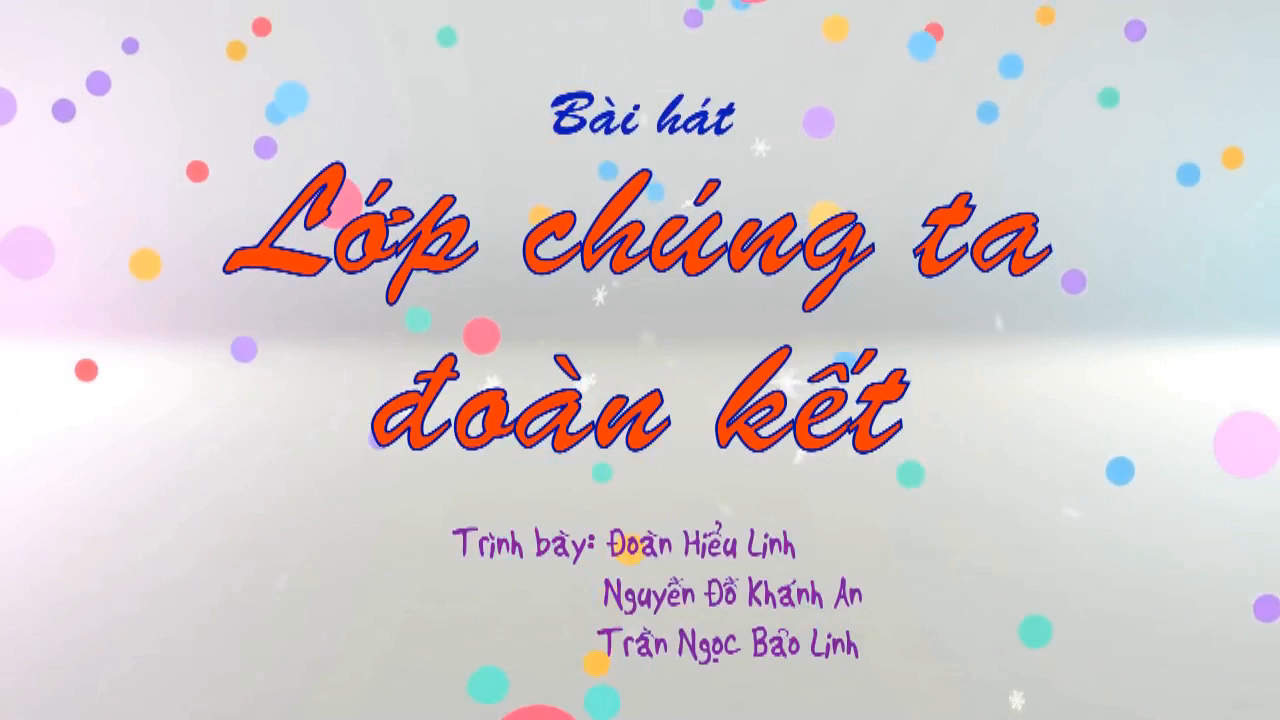 Bài hát
Lớp chúng ta
đoàn kết
Trình bày: Đoàn Hiểu Linh
Nguyễn Đỗ Khánh An
Trần Ngọc Bảo Linh